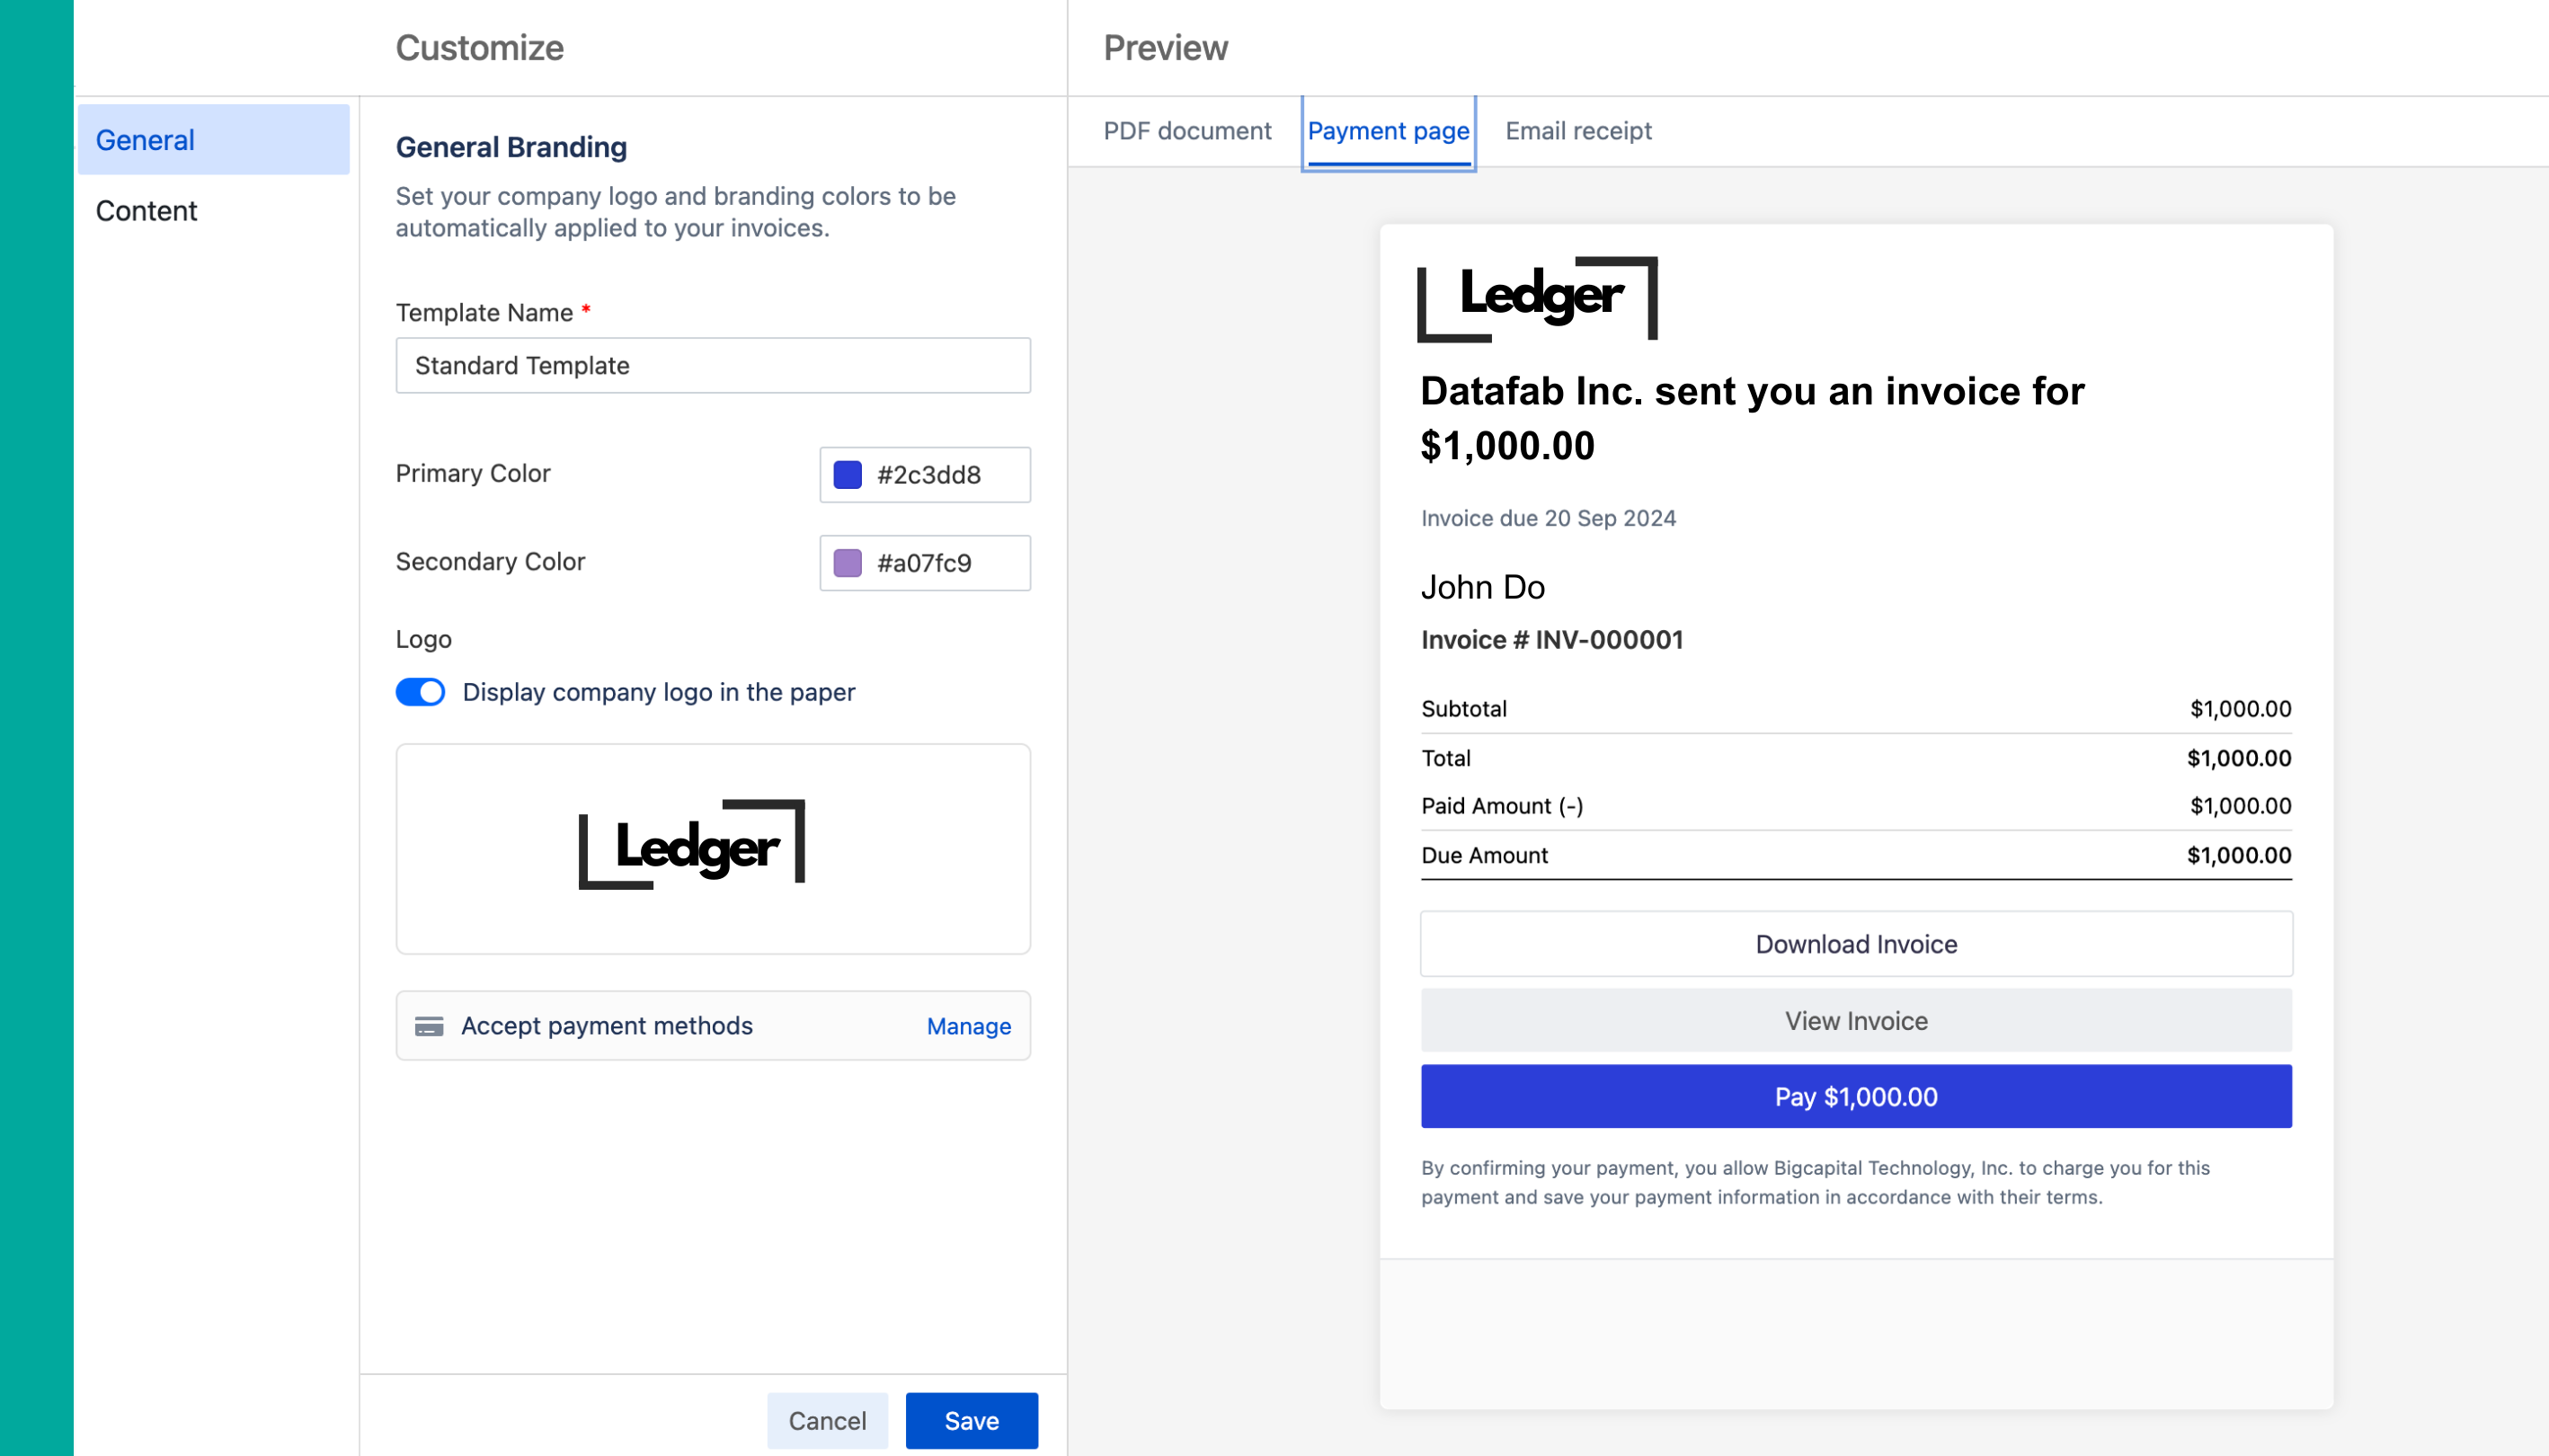 Customize
Preview
General
Content
General Branding
Set your company logo and branding colors to be
automatically applied to your invoices.
Template Name *
Standard Template
Primary Color
#2c3dd8
Secondary Color
#a07fc9
Logo
Display company logo in the paper
Ledger
Accept payment methods
Manage
Cancel
Save
PDF document
Payment page
Email receipt
Ledger
Datafab Inc. sent you an invoice for
$1,000.00
Invoice due 20 Sep 2024
John Do
Invoice # INV-000001
Subtotal $1,000.00
Total $1,000.00
Paid Amount (-) $1,000.00
Due Amount $1,000.00
Download Invoice
View Invoice
Pay $1,000.00
By confirming your payment, you allow Bigcapital Technology, Inc. to charge you for this
payment and save your payment information in accordance with their terms.